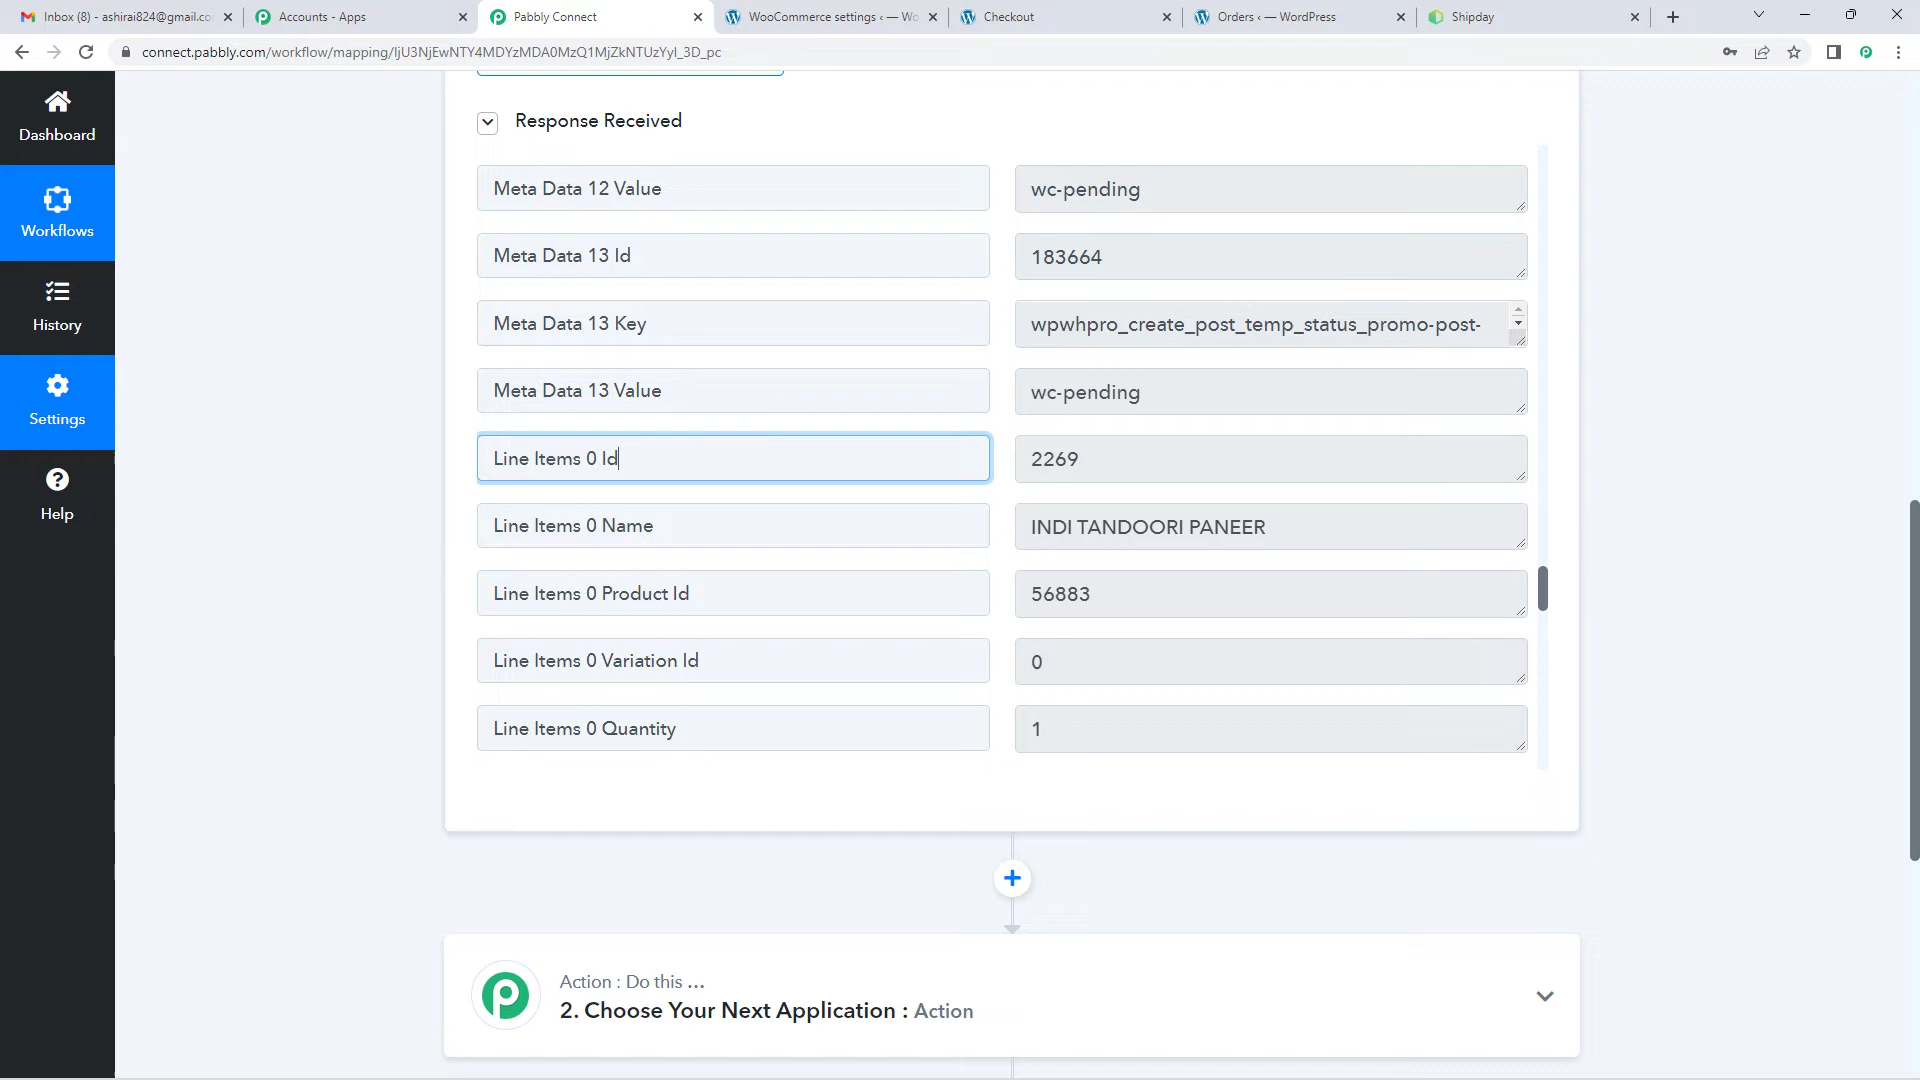 Inbox (8) - ashirai824@gmail.co
Accounts - Apps
Pabbly Connect
WooCommerce settings ‹ — Wo
Checkout
Orders ‹ — WordPress
Shipday
connect.pabbly.com/workflow/mapping/IjU3NjEwNTY4MDYzMDA0MzQ1MjZkNTUzYyI_3D_pc
Dashboard
Workflows
History
Settings
Help
Response Received
Meta Data 12 Value
wc-pending
Meta Data 13 Id
183664
Meta Data 13 Key
wpwhpro_create_post_temp_status_promo-post-
Meta Data 13 Value
wc-pending
Line Items 0 Id
2269
Line Items 0 Name
INDI TANDOORI PANEER
Line Items 0 Product Id
56883
Line Items 0 Variation Id
0
Line Items 0 Quantity
1
Action : Do this ...
2. Choose Your Next Application : Action